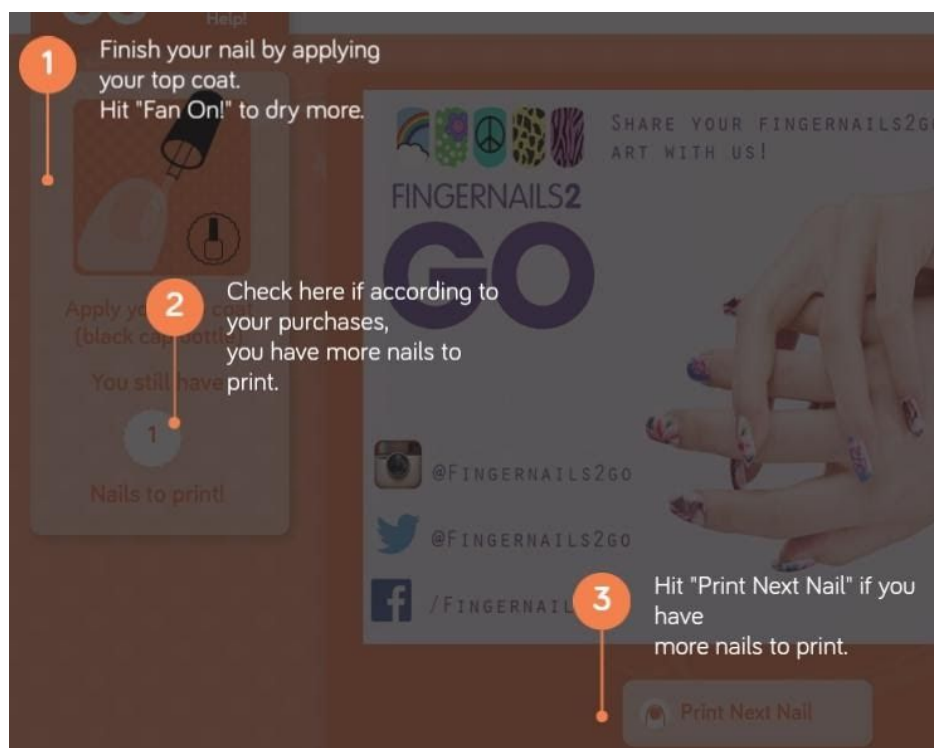 Help!
1
Finish your nail by applying
your top coat.
Hit "Fan On!" to dry more.
SHARE YOUR FINGERNAILS2G
ART WITH US!
FINGERNAILS2
GO
2
Check here if according to
your purchases,
you have more nails to
print.
Apply
coat
(black cap bottle)
You still have
1
Nails to print!
@FINGERNAILS2GO
@FINGERNAILS2GO
/FINGERNAIL
3
Hit "Print Next Nail" if you
have
more nails to print.
Print Next Nail